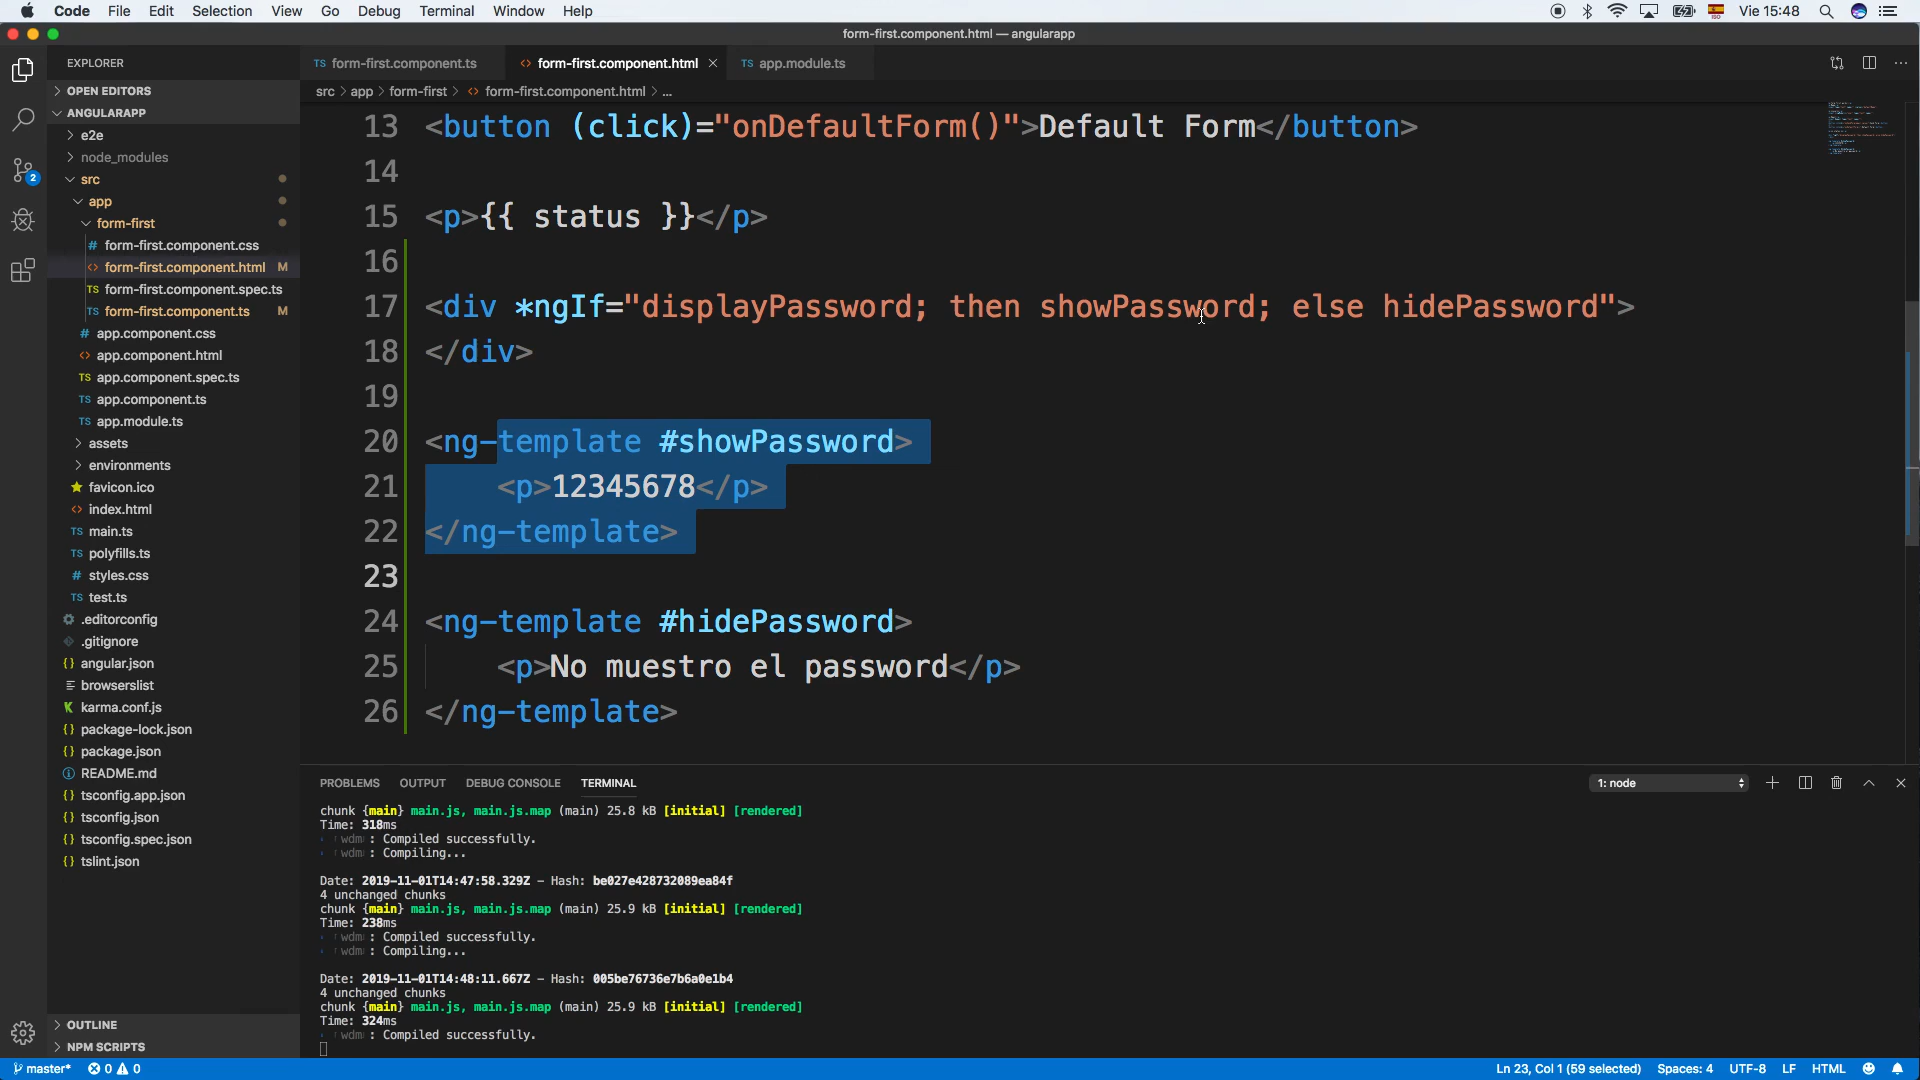 Code File Edit Selection View Go Debug Terminal Window Help
ISO Vie 15:48
form-first.component.html — angularapp
EXPLORER
TS form-first.component.ts
<> form-first.component.html
TS app.module.ts
OPEN EDITORS
src > app > form-first > <> form-first.component.html > ...
ANGULARAPP
e2e
node_modules
src
app
form-first
# form-first.component.css
<> form-first.component.html M
TS form-first.component.spec.ts
TS form-first.component.ts M
# app.component.css
<> app.component.html
TS app.component.spec.ts
TS app.component.ts
TS app.module.ts
assets
environments
favicon.ico
<> index.html
TS main.ts
TS polyfills.ts
# styles.css
TS test.ts
.editorconfig
.gitignore
{} angular.json
browserslist
K karma.conf.js
{} package-lock.json
{} package.json
README.md
{} tsconfig.app.json
{} tsconfig.json
{} tsconfig.spec.json
{} tslint.json
OUTLINE
NPM SCRIPTS
2
13 <button (click)="onDefaultForm()">Default Form</button>
14
15 <p>{{ status }}</p>
16
17 <div *ngIf="displayPassword; then showPassword; else hidePassword">
18 </div>
19
20 <ng-template #showPassword>
21 <p>12345678</p>
22 </ng-template>
23
24 <ng-template #hidePassword>
25 <p>No muestro el password</p>
26 </ng-template>
PROBLEMS OUTPUT DEBUG CONSOLE TERMINAL
1: node
chunk {main} main.js, main.js.map (main) 25.8 kB [initial] [rendered]
Time: 318ms
wdm : Compiled successfully.
wdm : Compiling...
Date: 2019-11-01T14:47:58.329Z - Hash: be027e428732089ea84f
4 unchanged chunks
chunk {main} main.js, main.js.map (main) 25.9 kB [initial] [rendered]
Time: 238ms
wdm : Compiled successfully.
wdm : Compiling...
Date: 2019-11-01T14:48:11.667Z - Hash: 005be76736e7b6a0e1b4
4 unchanged chunks
chunk {main} main.js, main.js.map (main) 25.9 kB [initial] [rendered]
Time: 324ms
wdm : Compiled successfully.
master* 0 0
Ln 23, Col 1 (59 selected) Spaces: 4 UTF-8 LF HTML